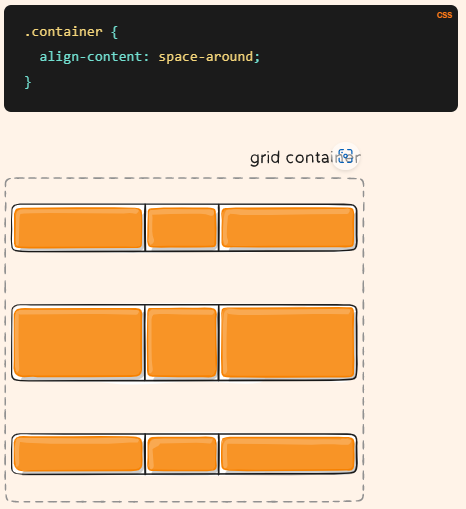 css
.container {
align-content: space-around;
}
grid container